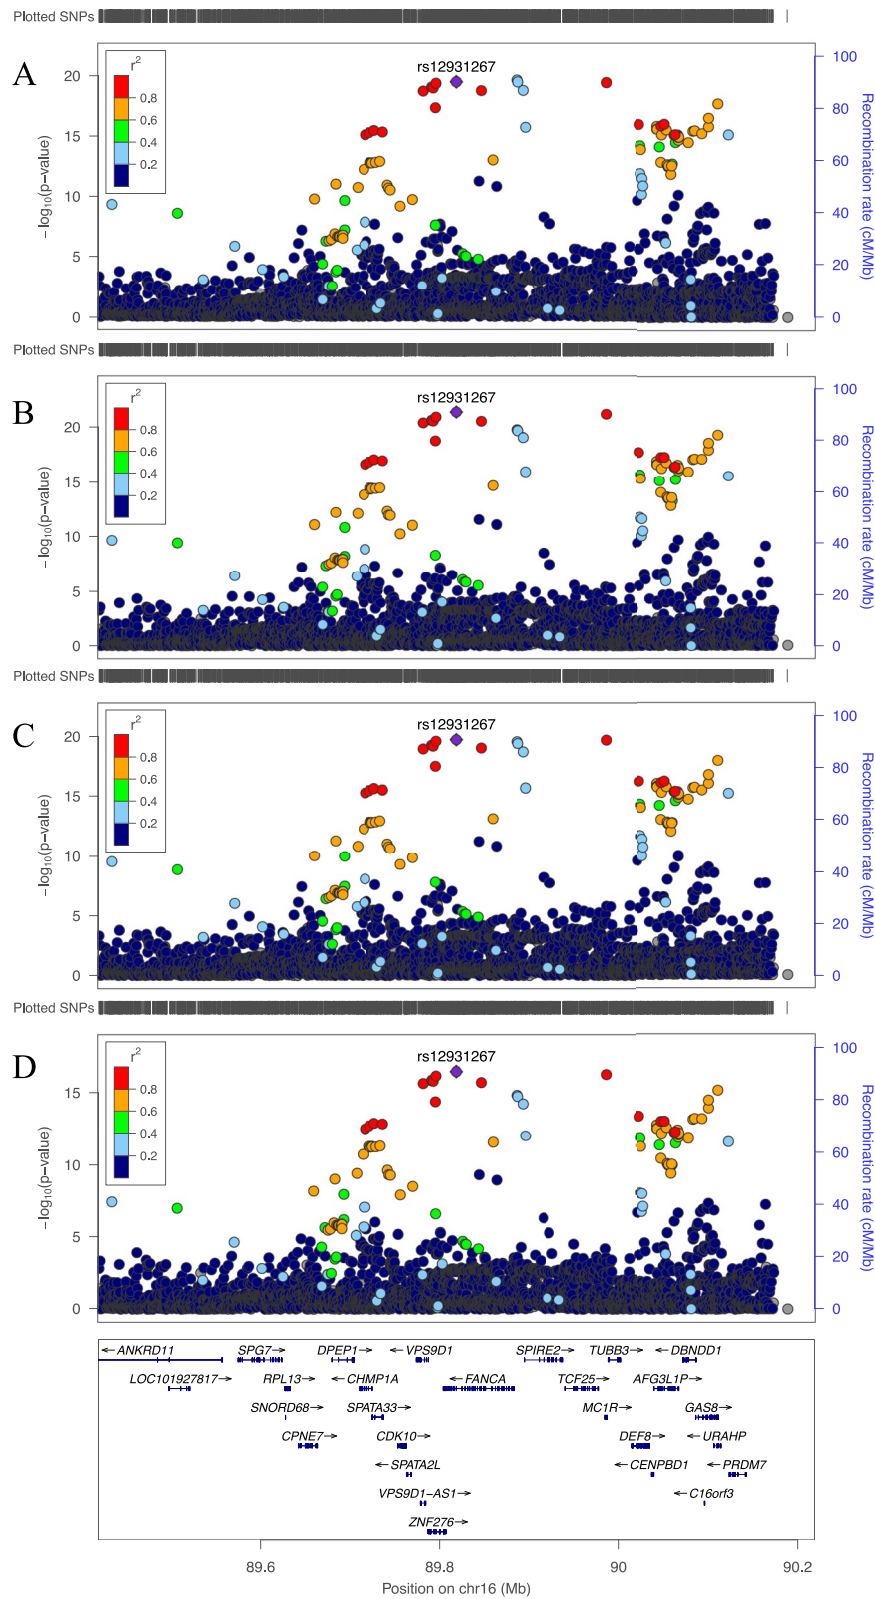 Plotted SNPs
A
rs12931267
r2
0.8
0.6
0.4
0.2
20
15
10
5
0
−log10(p−value)
100
80
60
40
20
0
Recombination rate (cM/Mb)
Plotted SNPs
B
rs12931267
r2
0.8
0.6
0.4
0.2
20
15
10
5
0
−log10(p−value)
100
80
60
40
20
0
Recombination rate (cM/Mb)
Plotted SNPs
C
rs12931267
r2
0.8
0.6
0.4
0.2
20
15
10
5
0
−log10(p−value)
100
80
60
40
20
0
Recombination rate (cM/Mb)
Plotted SNPs
D
rs12931267
r2
0.8
0.6
0.4
0.2
15
10
5
0
−log10(p−value)
100
80
60
40
20
0
Recombination rate (cM/Mb)
←ANKRD11 SPG7→ DPEP1→ ←VPS9D1 SPIRE2→ TUBB3→ ←DBNDD1
LOC101927817→ RPL13→ ←CHMP1A ←FANCA TCF25→ AFG3L1P→
SNORD68→ SPATA33→ MC1R→ GAS8→
CPNE7→ CDK10→ DEF8→ ←URAHP
←SPATA2L ←CENPBD1 ←PRDM7
VPS9D1−AS1→ ←C16orf3
ZNF276→
89.6 89.8 90 90.2
Position on chr16 (Mb)